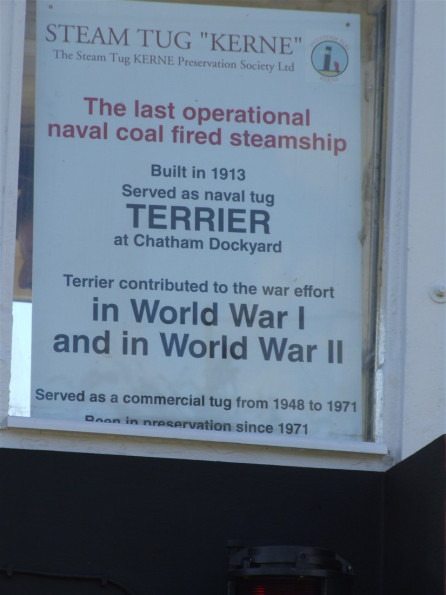 STEAM TUG "KERNE"
The Steam Tug KERNE Preservation Society Ltd
The last operational
naval coal fired steamship
Built in 1913
Served as naval tug
TERRIER
at Chatham Dockyard
Terrier contributed to the war effort
in World War I
and in World War II
Served as a commercial tug from 1948 to 1971
Been in preservation since 1971